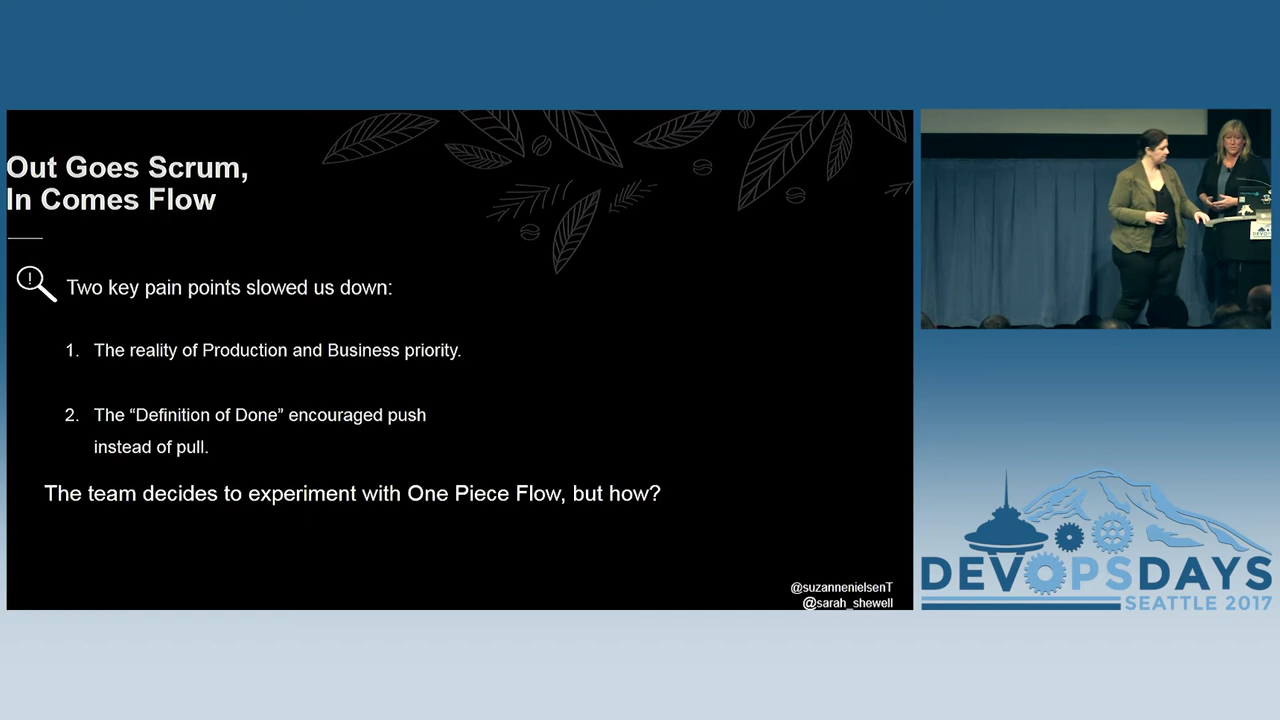 Out Goes Scrum,
In Comes Flow
Two key pain points slowed us down:
1. The reality of Production and Business priority.
2. The “Definition of Done” encouraged push
instead of pull.
The team decides to experiment with One Piece Flow, but how?
@suzannenielsenT
@sarah_shewell
DEVOPSDAYS
SEATTLE 2017